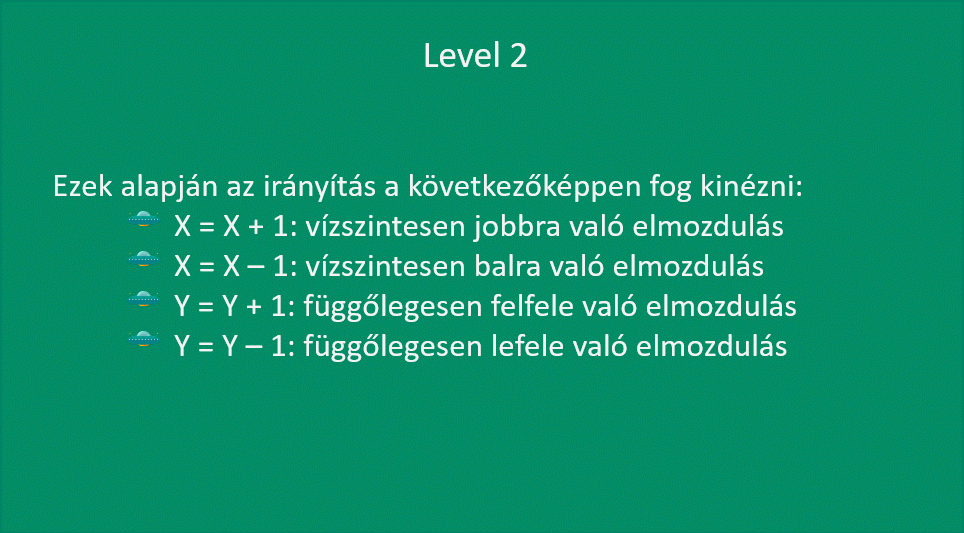 Level 2
Ezek alapján az irányítás a következőképpen fog kinézni:
X = X + 1: vízszintesen jobbra való elmozdulás
X = X – 1: vízszintesen balra való elmozdulás
Y = Y + 1: függőlegesen felfele való elmozdulás
Y = Y – 1: függőlegesen lefele való elmozdulás